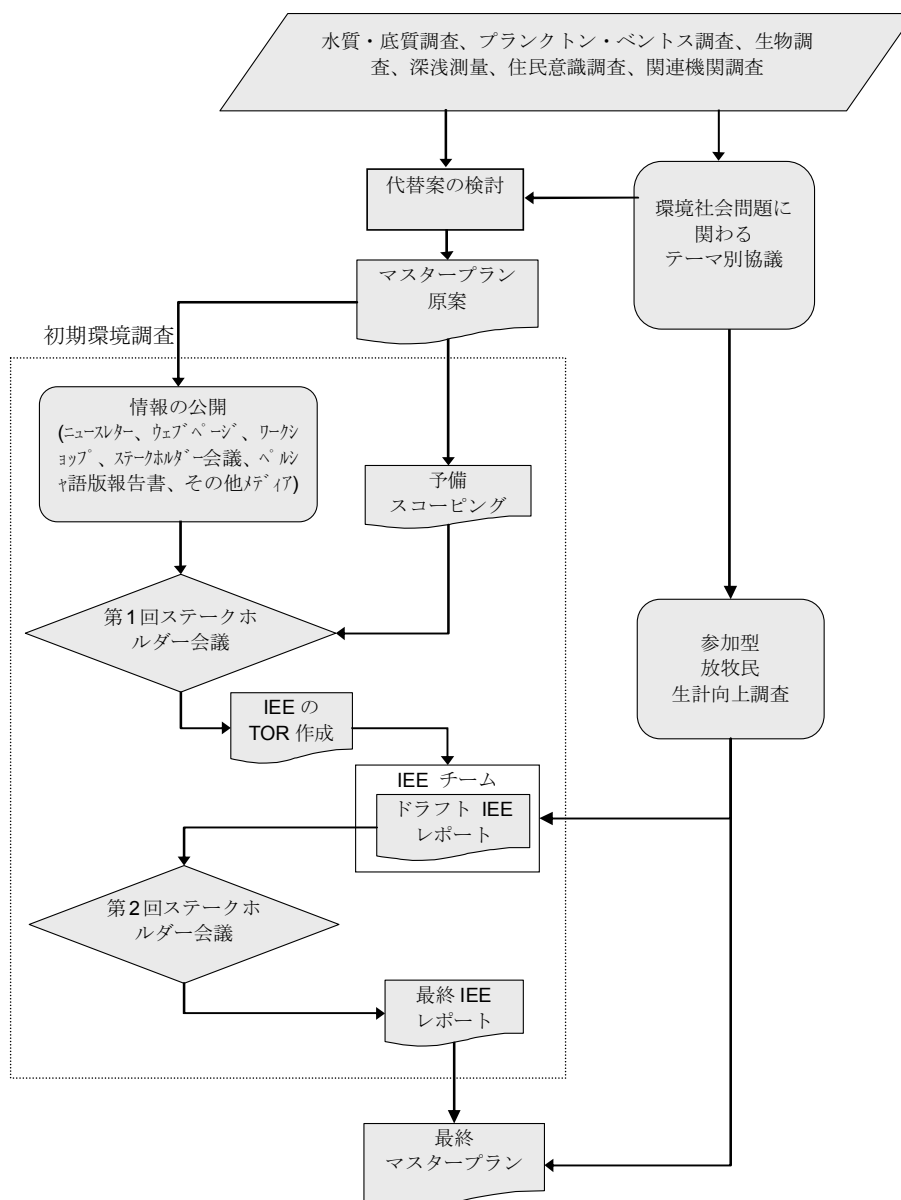 水質・底質調査、プランクトン・ベントス調査、生物調
査、深浅測量、住民意識調査、関連機関調査
代替案の検討
環境社会問題に
関わる
テーマ別協議
マスタープラン
原案
初期環境調査
情報の公開
(ﾆｭｰｽﾚﾀｰ、ｳｪﾌﾞﾍﾟｰｼﾞ、ﾜｰｸｼ
ｮｯﾌﾟ、ｽﾃｰｸﾎﾙﾀﾞｰ会議、ﾍﾟﾙｼ
ｬ語版報告書、その他ﾒﾃﾞｨｱ)
予備
スコーピング
第1回ステークホ
ルダー会議
参加型
放牧民
生計向上調査
IEE の
TOR 作成
IEE チーム
ドラフト IEE
レポート
第2回ステークホ
ルダー会議
最終 IEE
レポート
最終
マスタープラン